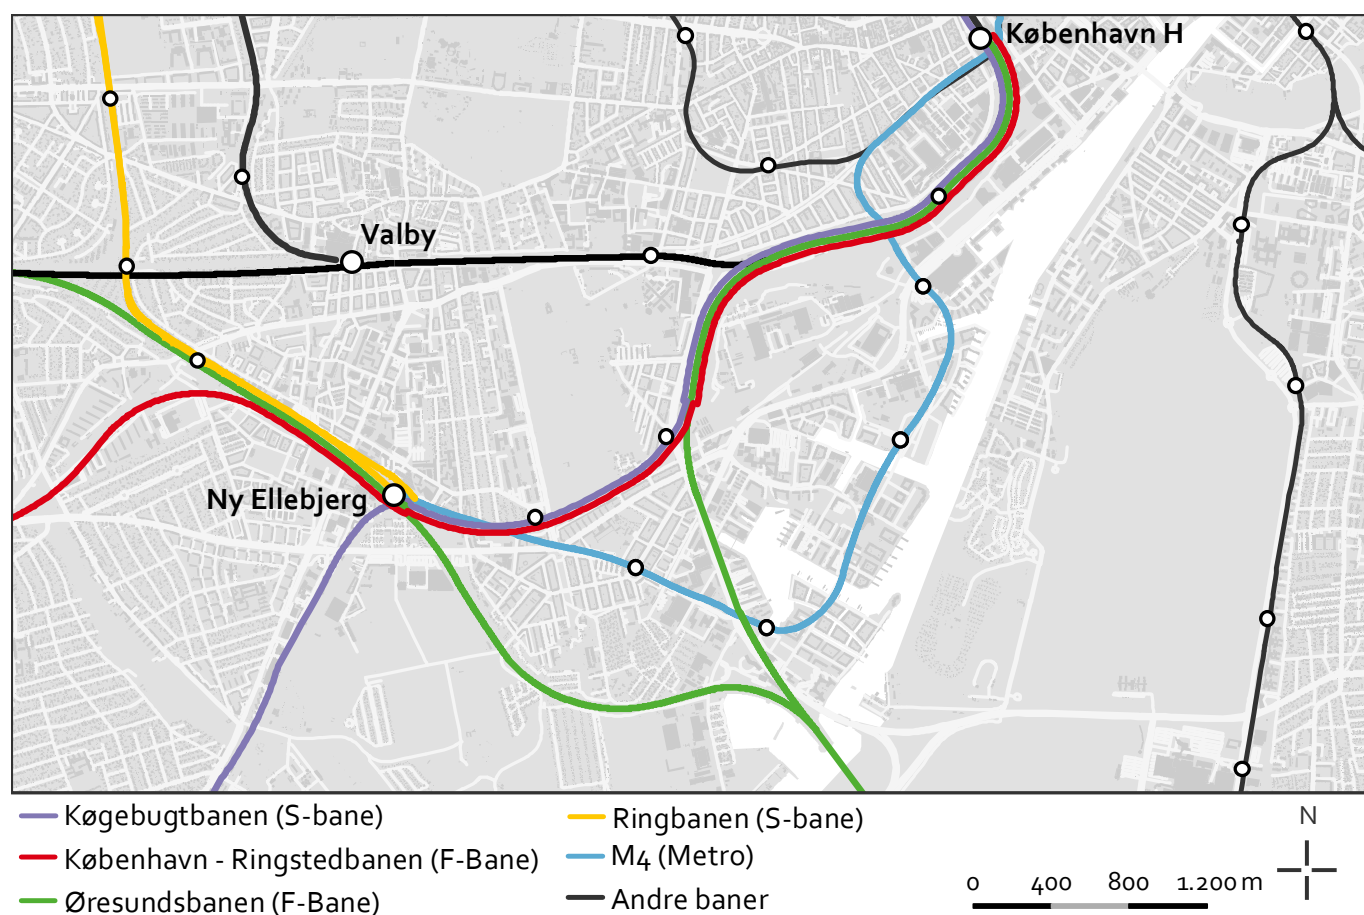 København H
Valby
Ny Ellebjerg
Køgebugtbanen (S-bane)
København - Ringstedbanen (F-Bane)
Øresundsbanen (F-Bane)
Ringbanen (S-bane)
M4 (Metro)
Andre baner
N
0 400 800 1.200 m